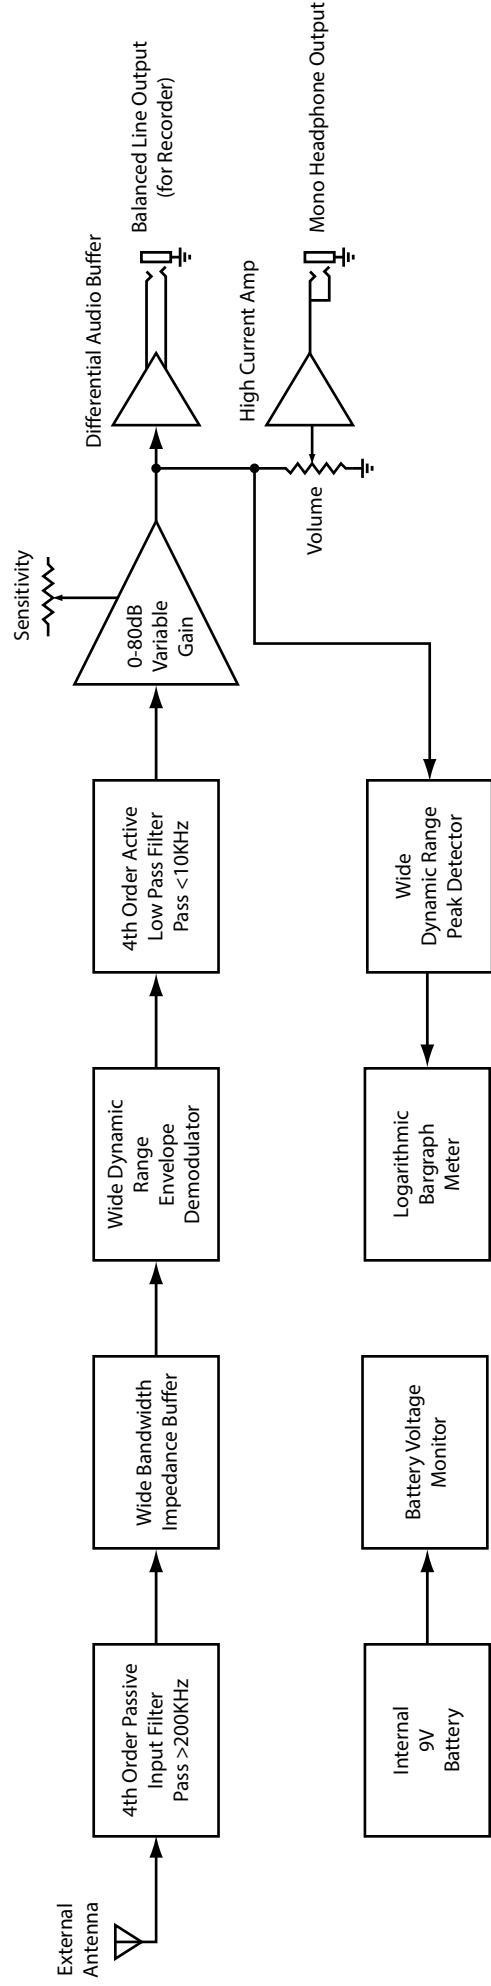 External
Antenna
4th Order Passive
Input Filter
Pass >200KHz
Wide Bandwidth
Impedance Buffer
Wide Dynamic
Range
Envelope
Demodulator
4th Order Active
Low Pass Filter
Pass <10KHz
0-80dB
Variable
Gain
Sensitivity
Differential Audio Buffer
Balanced Line Output
(for Recorder)
Volume
High Current Amp
Mono Headphone Output
Internal
9V
Battery
Battery Voltage
Monitor
Logarithmic
Bargraph
Meter
Wide
Dynamic Range
Peak Detector